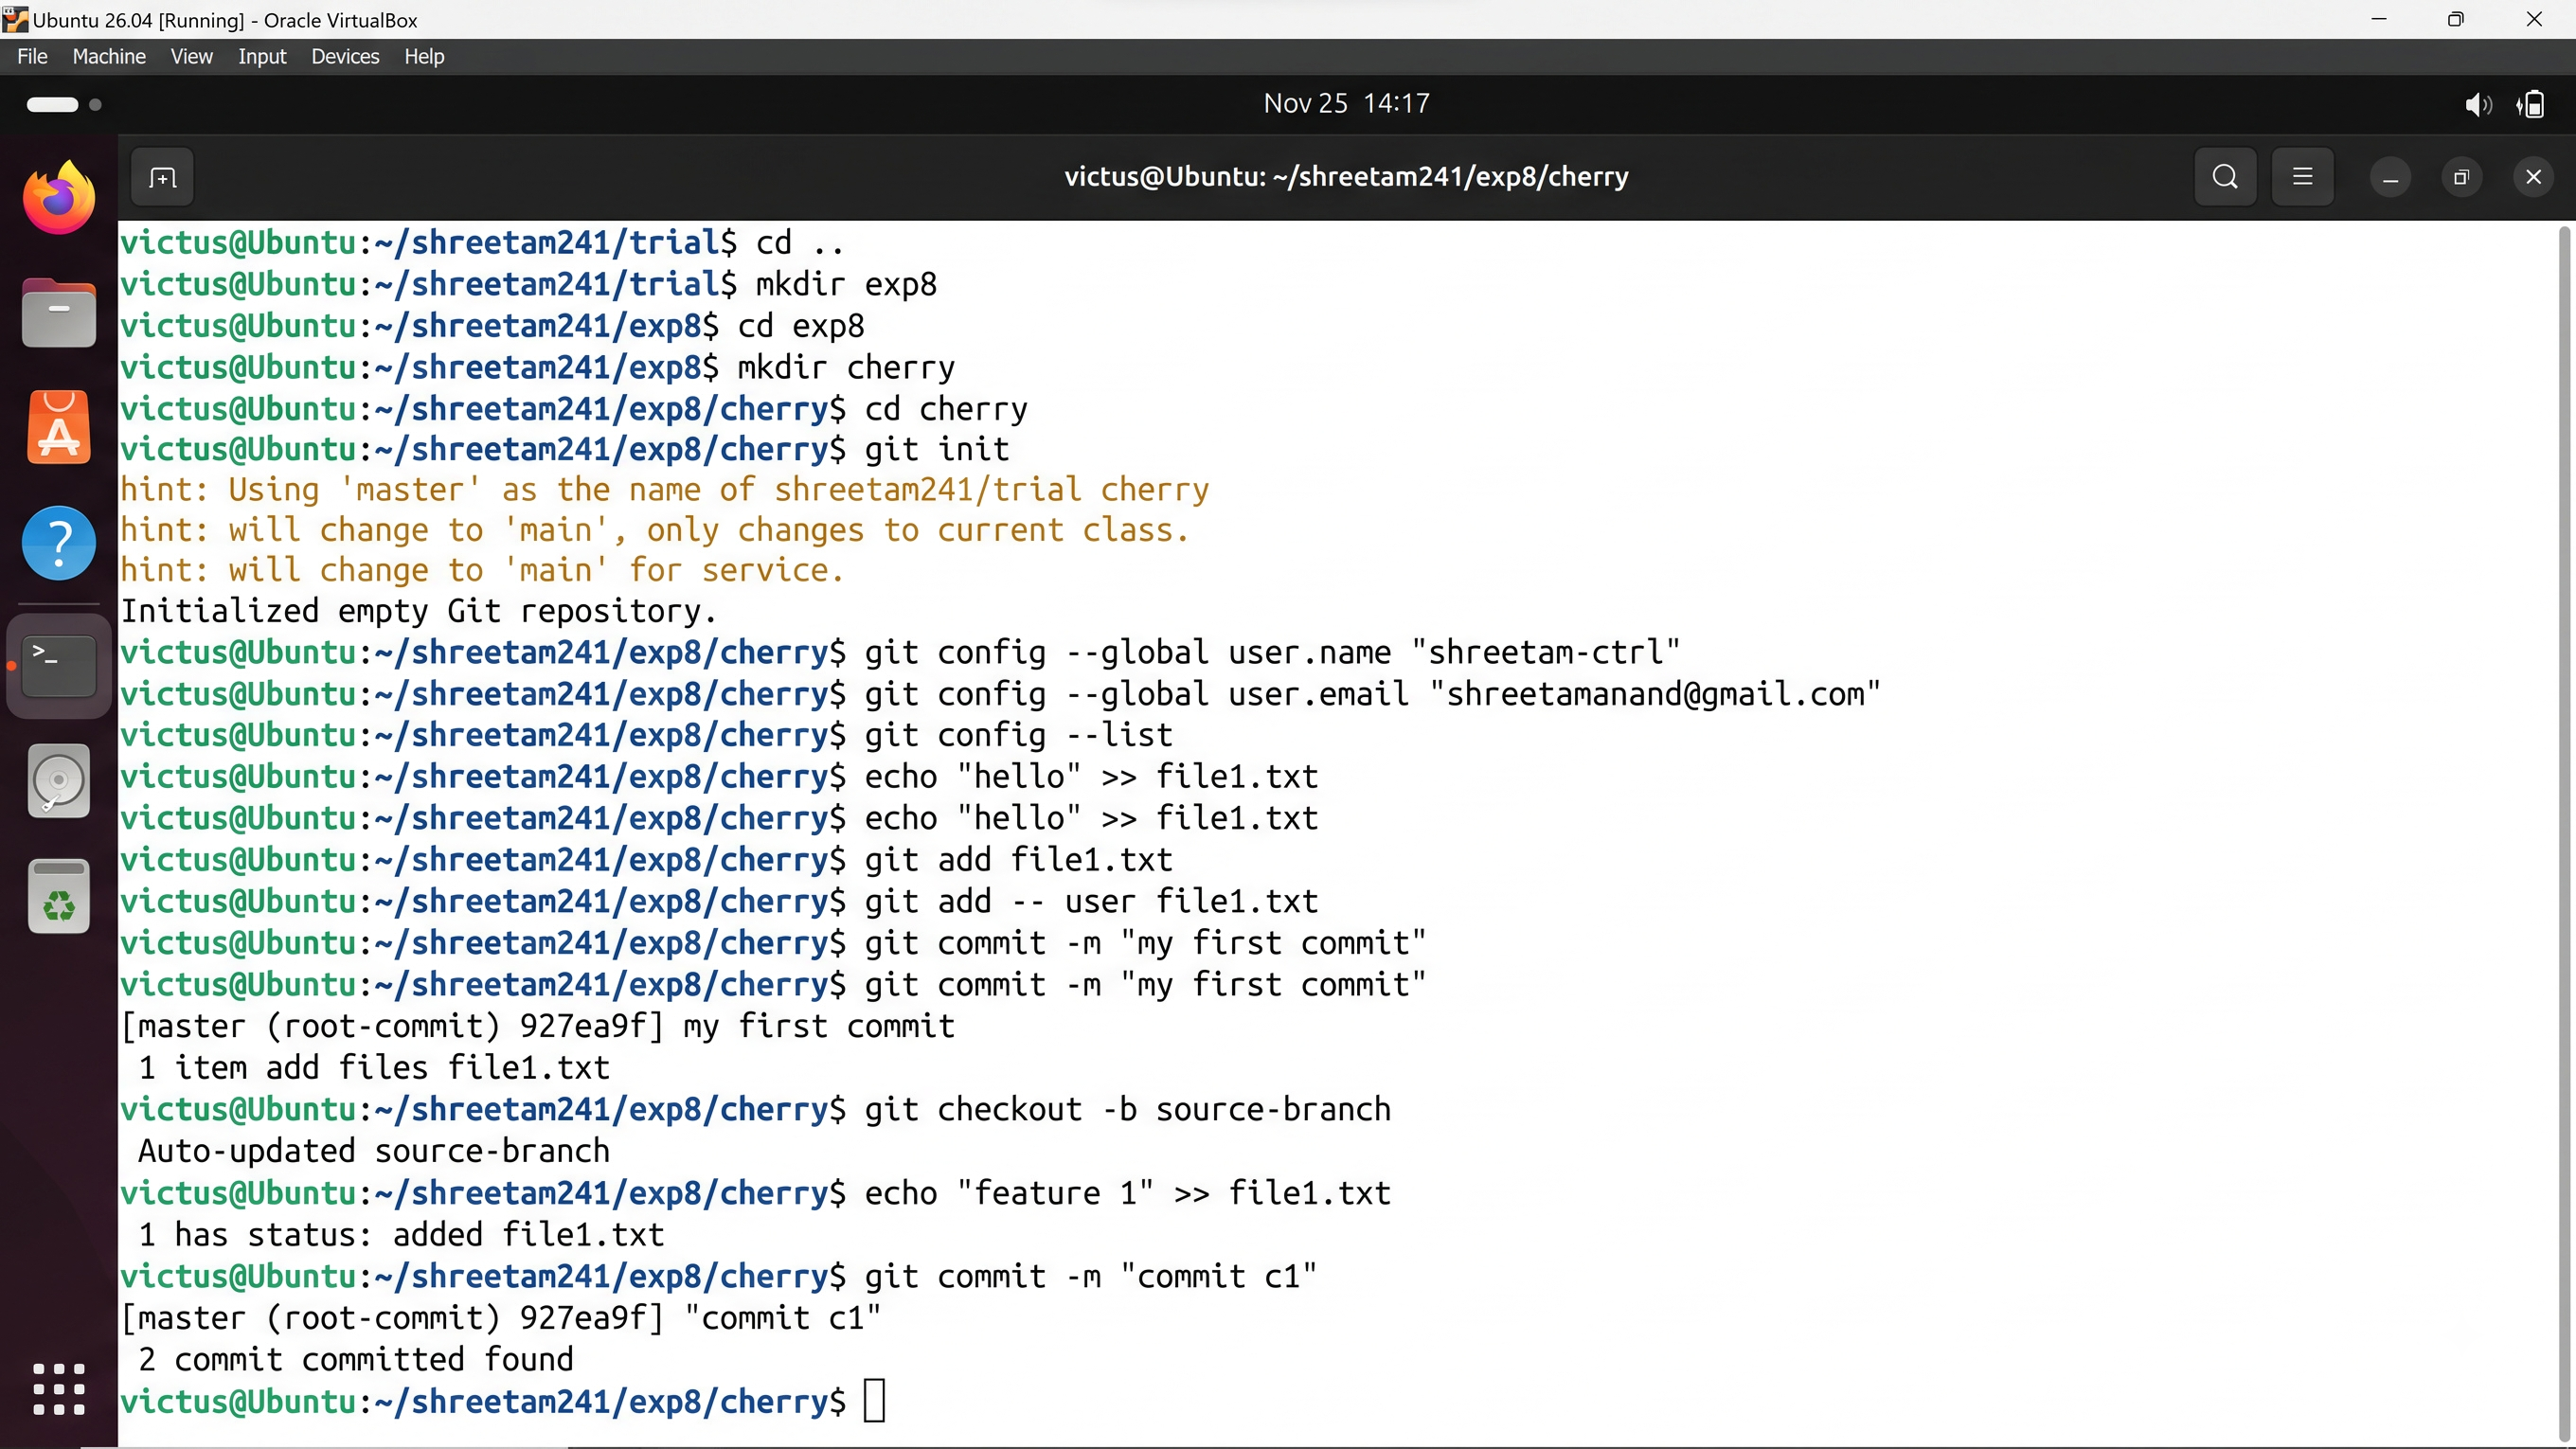 Ubuntu 26.04 [Running] - Oracle VirtualBox
File Machine View Input Devices Help
Nov 25 14:17
victus@Ubuntu: ~/shreetam241/exp8/cherry
victus@Ubuntu:~/shreetam241/trial$ cd ..
victus@Ubuntu:~/shreetam241/trial$ mkdir exp8
victus@Ubuntu:~/shreetam241/exp8$ cd exp8
victus@Ubuntu:~/shreetam241/exp8$ mkdir cherry
victus@Ubuntu:~/shreetam241/exp8/cherry$ cd cherry
victus@Ubuntu:~/shreetam241/exp8/cherry$ git init
hint: Using 'master' as the name of shreetam241/trial cherry
hint: will change to 'main', only changes to current class.
hint: will change to 'main' for service.
Initialized empty Git repository.
victus@Ubuntu:~/shreetam241/exp8/cherry$ git config --global user.name "shreetam-ctrl"
victus@Ubuntu:~/shreetam241/exp8/cherry$ git config --global user.email "shreetamanand@gmail.com"
victus@Ubuntu:~/shreetam241/exp8/cherry$ git config --list
victus@Ubuntu:~/shreetam241/exp8/cherry$ echo "hello" >> file1.txt
victus@Ubuntu:~/shreetam241/exp8/cherry$ echo "hello" >> file1.txt
victus@Ubuntu:~/shreetam241/exp8/cherry$ git add file1.txt
victus@Ubuntu:~/shreetam241/exp8/cherry$ git add -- user file1.txt
victus@Ubuntu:~/shreetam241/exp8/cherry$ git commit -m "my first commit"
victus@Ubuntu:~/shreetam241/exp8/cherry$ git commit -m "my first commit"
[master (root-commit) 927ea9f] my first commit
1 item add files file1.txt
victus@Ubuntu:~/shreetam241/exp8/cherry$ git checkout -b source-branch
Auto-updated source-branch
victus@Ubuntu:~/shreetam241/exp8/cherry$ echo "feature 1" >> file1.txt
1 has status: added file1.txt
victus@Ubuntu:~/shreetam241/exp8/cherry$ git commit -m "commit c1"
[master (root-commit) 927ea9f] "commit c1"
2 commit committed found
victus@Ubuntu:~/shreetam241/exp8/cherry$